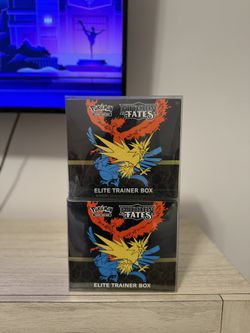 Pokémon
HIDDEN
FATES
ELITE TRAINER BOX
Pokémon
HIDDEN
FATES
ELITE TRAINER BOX